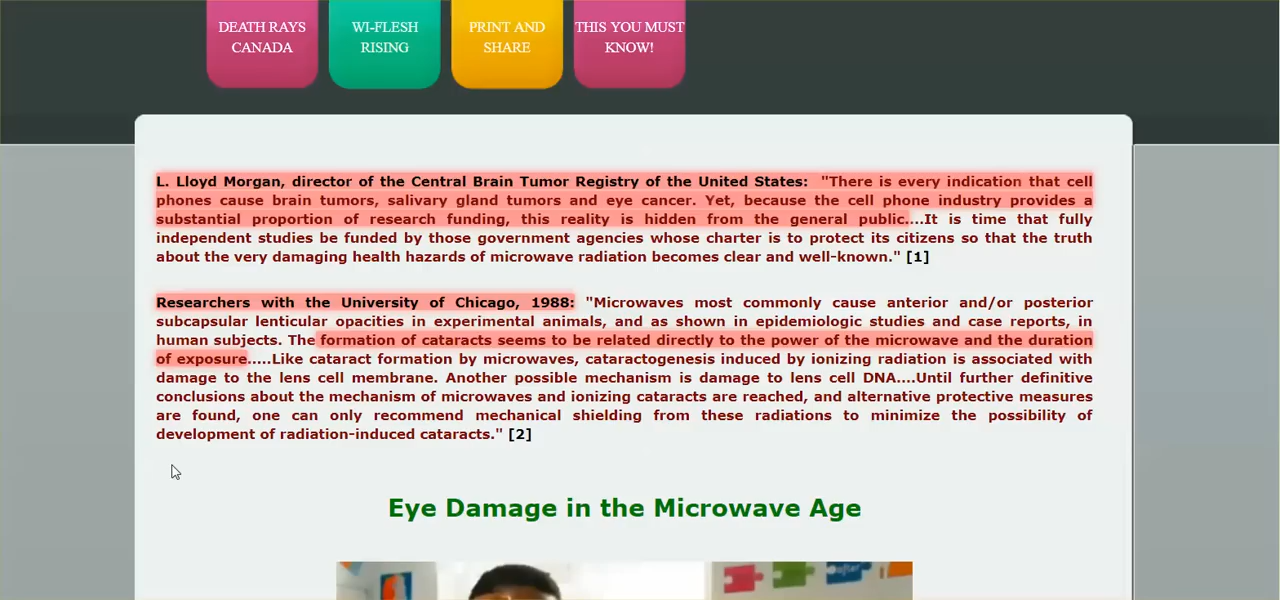 DEATH RAYS
CANADA
WI-FLESH
RISING
PRINT AND
SHARE
THIS YOU MUST
KNOW!
L. Lloyd Morgan, director of the Central Brain Tumor Registry of the United States: "There is every indication that cell
phones cause brain tumors, salivary gland tumors and eye cancer. Yet, because the cell phone industry provides a
substantial proportion of research funding, this reality is hidden from the general public....It is time that fully
independent studies be funded by those government agencies whose charter is to protect its citizens so that the truth
about the very damaging health hazards of microwave radiation becomes clear and well-known." [1]
Researchers with the University of Chicago, 1988: "Microwaves most commonly cause anterior and/or posterior
subcapsular lenticular opacities in experimental animals, and as shown in epidemiologic studies and case reports, in
human subjects. The formation of cataracts seems to be related directly to the power of the microwave and the duration
of exposure.....Like cataract formation by microwaves, cataractogenesis induced by ionizing radiation is associated with
damage to the lens cell membrane. Another possible mechanism is damage to lens cell DNA....Until further definitive
conclusions about the mechanism of microwaves and ionizing cataracts are reached, and alternative protective measures
are found, one can only recommend mechanical shielding from these radiations to minimize the possibility of
development of radiation-induced cataracts." [2]
Eye Damage in the Microwave Age